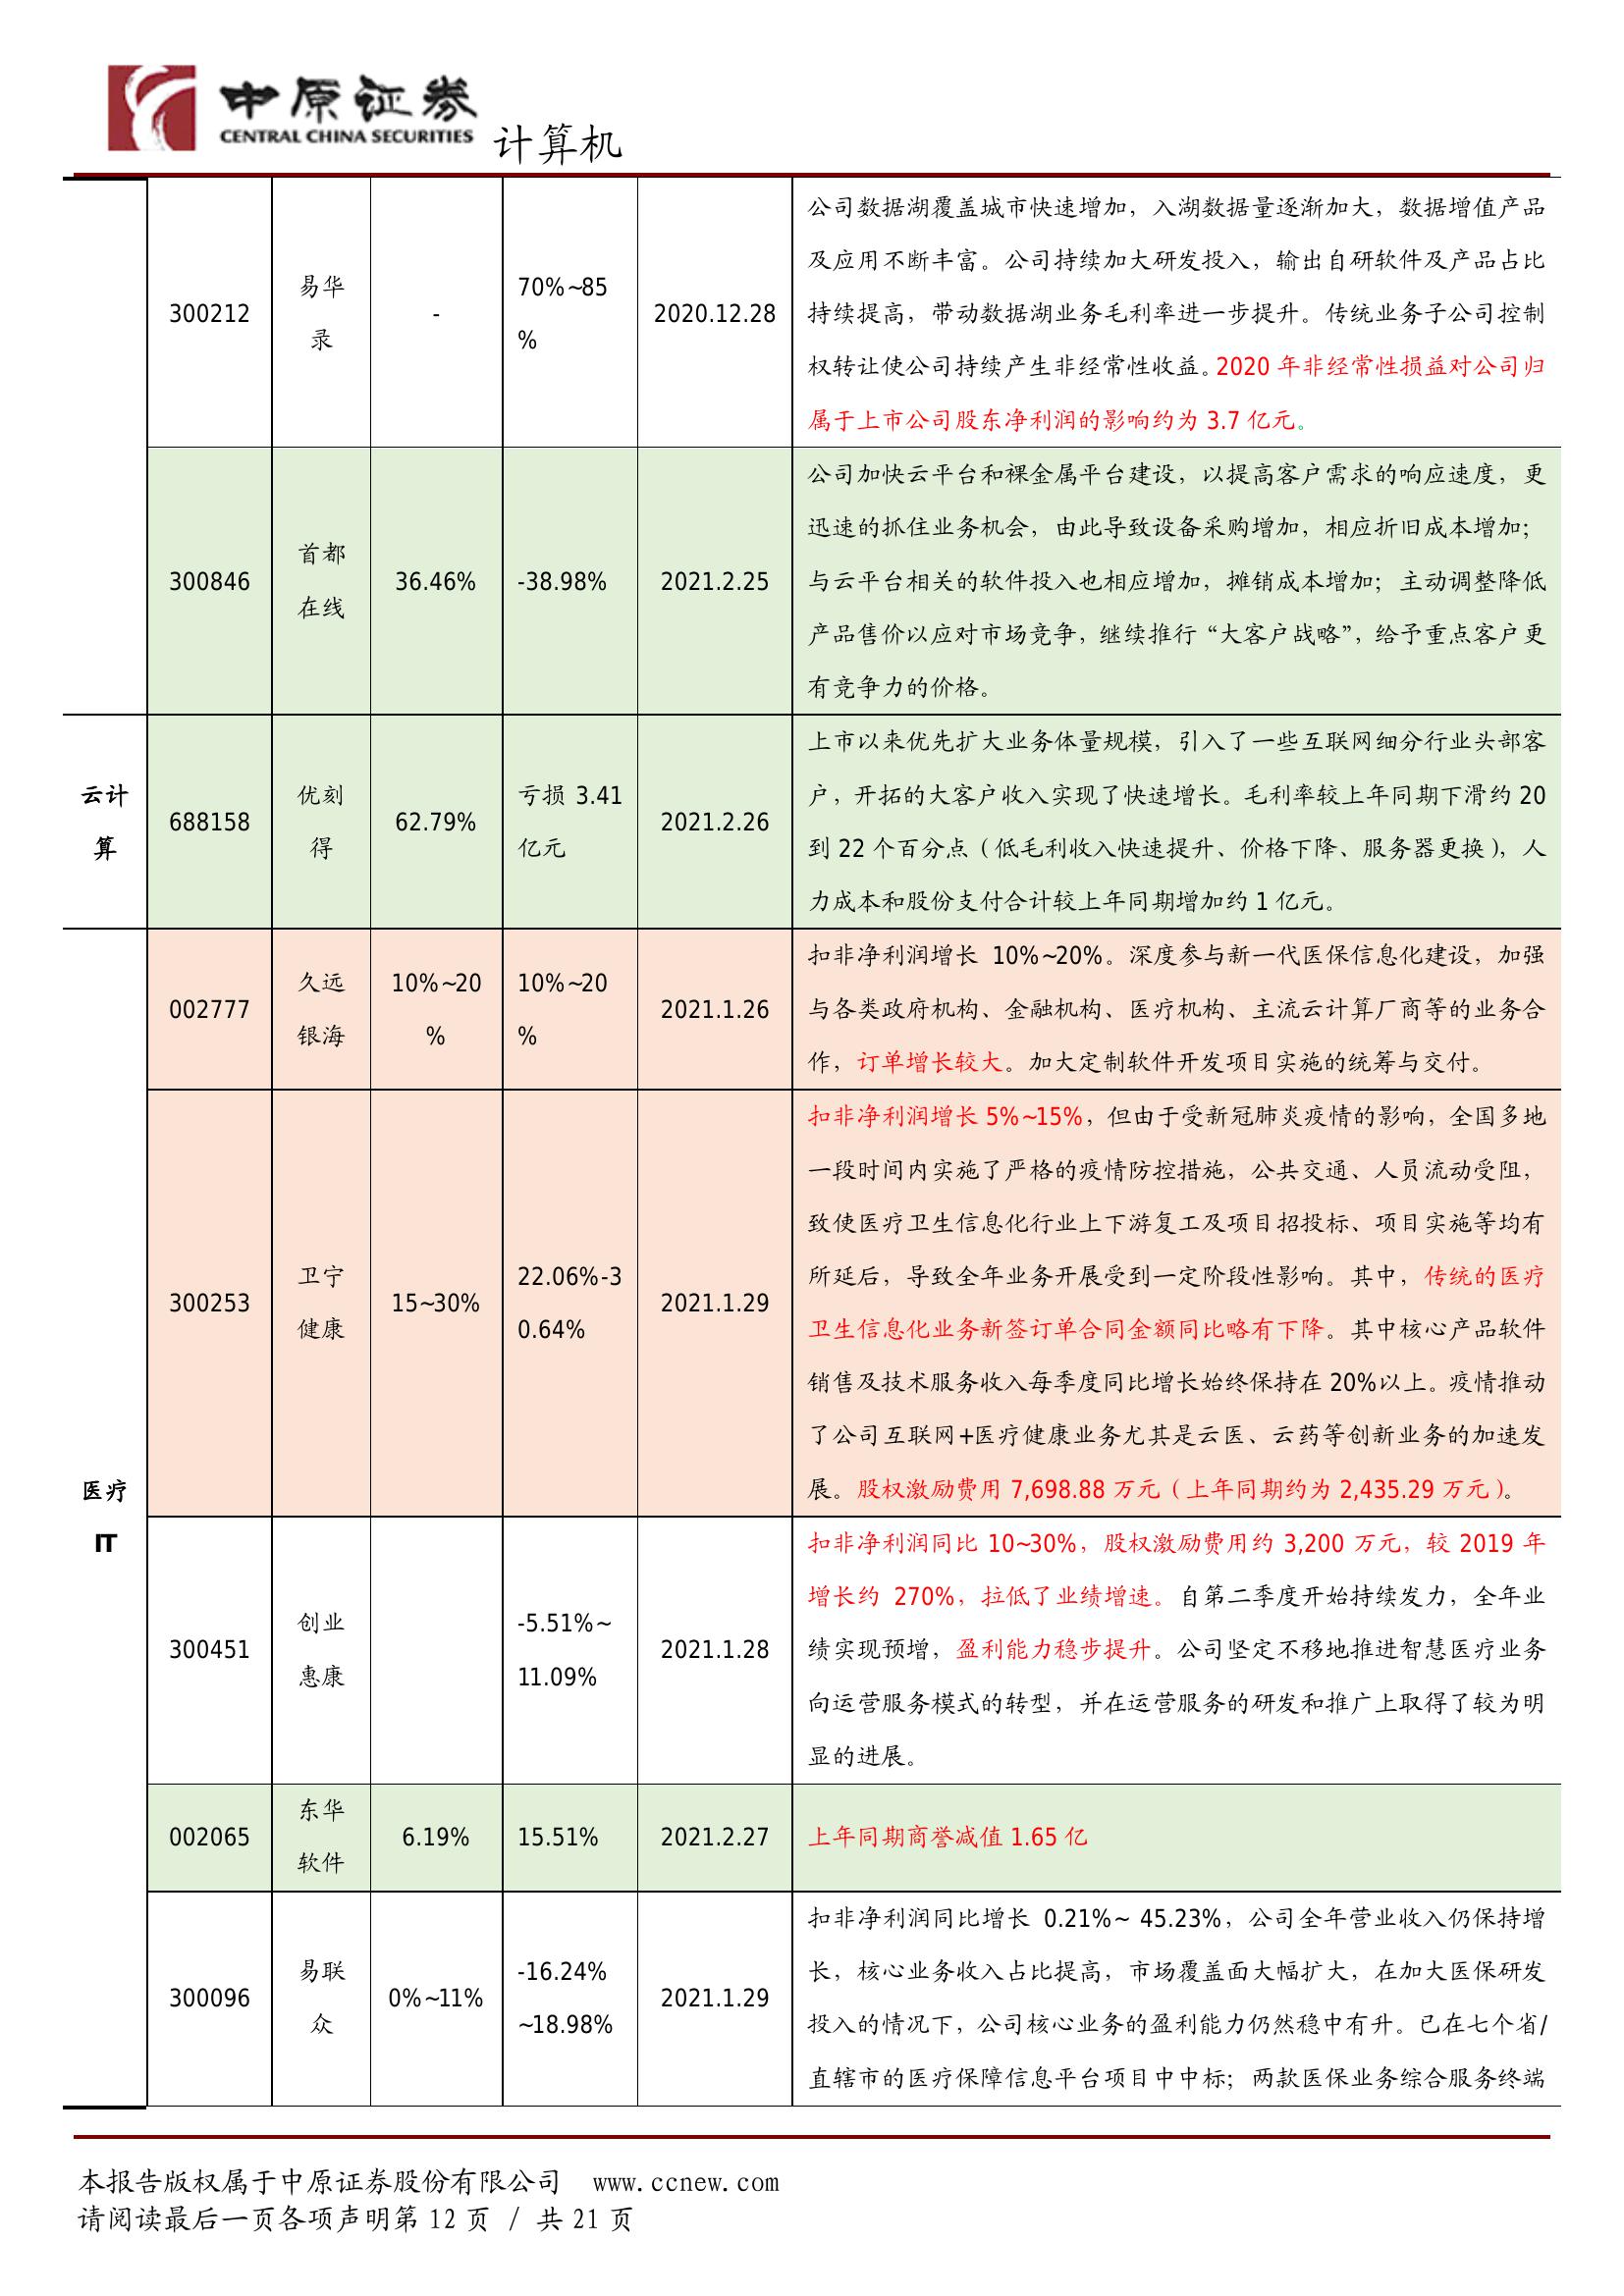 中原证券
CENTRAL CHINA SECURITIES
计算机
300212
易华
录
-
70%~85
%
2020.12.28
公司数据湖覆盖城市快速增加，入湖数据量逐渐加大，数据增值产品
及应用不断丰富。公司持续加大研发投入，输出自研软件及产品占比
持续提高，带动数据湖业务毛利率进一步提升。传统业务子公司控制
权转让使公司持续产生非经常性收益。2020 年非经常性损益对公司归
属于上市公司股东净利润的影响约为 3.7 亿元。
300846
首都
在线
36.46%
-38.98%
2021.2.25
公司加快云平台和裸金属平台建设，以提高客户需求的响应速度，更
迅速的抓住业务机会，由此导致设备采购增加，相应折旧成本增加；
与云平台相关的软件投入也相应增加，摊销成本增加；主动调整降低
产品售价以应对市场竞争，继续推行“大客户战略”，给予重点客户更
有竞争力的价格。
云计
算
688158
优刻
得
62.79%
亏损 3.41
亿元
2021.2.26
上市以来优先扩大业务体量规模，引入了一些互联网细分行业头部客
户，开拓的大客户收入实现了快速增长。毛利率较上年同期下滑约 20
到 22 个百分点（低毛利收入快速提升、价格下降、服务器更换），人
力成本和股份支付合计较上年同期增加约 1 亿元。
医疗
IT
002777
久远
银海
10%~20
%
10%~20
%
2021.1.26
扣非净利润增长 10%~20%。深度参与新一代医保信息化建设，加强
与各类政府机构、金融机构、医疗机构、主流云计算厂商等的业务合
作，订单增长较大。加大定制软件开发项目实施的统筹与交付。
300253
卫宁
健康
15~30%
22.06%-3
0.64%
2021.1.29
扣非净利润增长 5%~15%，但由于受新冠肺炎疫情的影响，全国多地
一段时间内实施了严格的疫情防控措施，公共交通、人员流动受阻，
致使医疗卫生信息化行业上下游复工及项目招投标、项目实施等均有
所延后，导致全年业务开展受到一定阶段性影响。其中，传统的医疗
卫生信息化业务新签订单合同金额同比略有下降。其中核心产品软件
销售及技术服务收入每季度同比增长始终保持在 20%以上。疫情推动
了公司互联网+医疗健康业务尤其是云医、云药等创新业务的加速发
展。股权激励费用 7,698.88 万元（上年同期约为 2,435.29 万元）。
300451
创业
惠康
-5.51%~
11.09%
2021.1.28
扣非净利润同比 10~30%，股权激励费用约 3,200 万元，较 2019 年
增长约 270%，拉低了业绩增速。自第二季度开始持续发力，全年业
绩实现预增，盈利能力稳步提升。公司坚定不移地推进智慧医疗业务
向运营服务模式的转型，并在运营服务的研发和推广上取得了较为明
显的进展。
002065
东华
软件
6.19%
15.51%
2021.2.27
上年同期商誉减值 1.65 亿
300096
易联
众
0%~11%
-16.24%
~18.98%
2021.1.29
扣非净利润同比增长 0.21%~ 45.23%，公司全年营业收入仍保持增
长，核心业务收入占比提高，市场覆盖面大幅扩大，在加大医保研发
投入的情况下，公司核心业务的盈利能力仍然稳中有升。已在七个省/
直辖市的医疗保障信息平台项目中中标；两款医保业务综合服务终端
本报告版权属于中原证券股份有限公司 www.ccnew.com
请阅读最后一页各项声明第 12 页 / 共 21 页